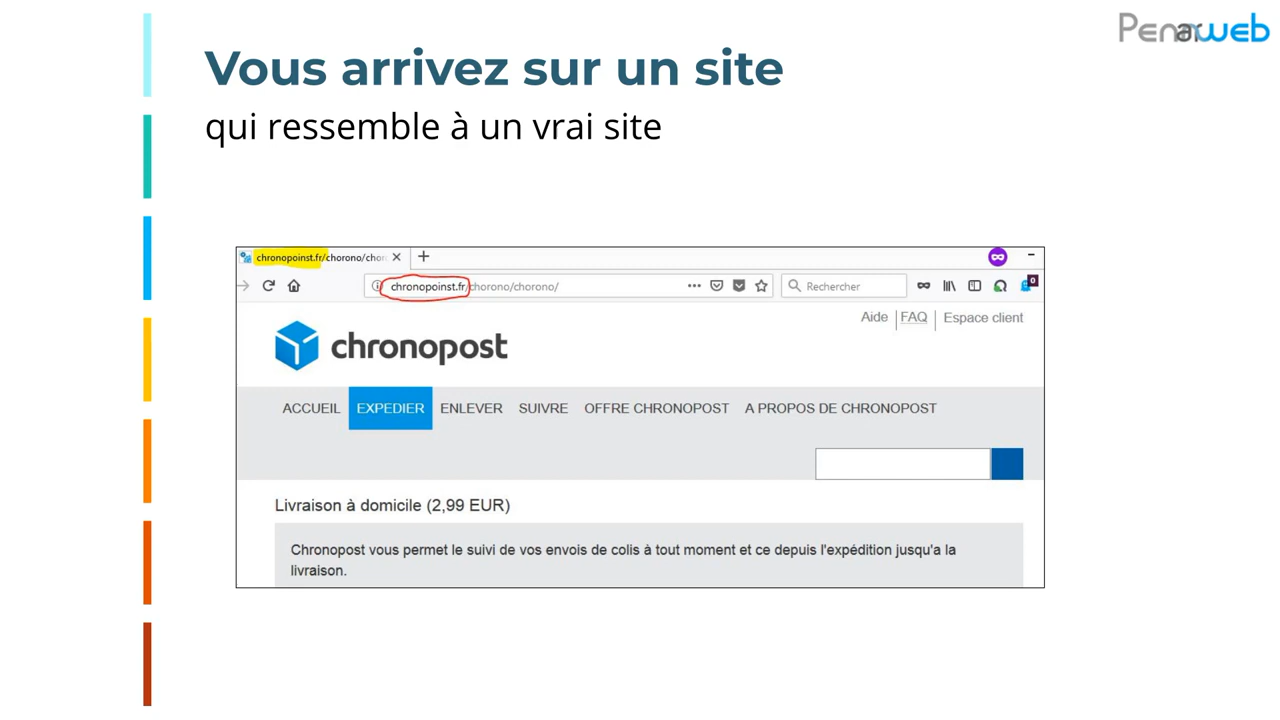 Penarweb
Vous arrivez sur un site
qui ressemble à un vrai site
chronopoinst.fr/chorono/chor
chronopoinst.fr/chorono/chorono/
Rechercher
0
Aide FAQ Espace client
chronopost
ACCUEIL EXPEDIER ENLEVER SUIVRE OFFRE CHRONOPOST A PROPOS DE CHRONOPOST
Livraison à domicile (2,99 EUR)
Chronopost vous permet le suivi de vos envois de colis à tout moment et ce depuis l'expédition jusqu'a la
livraison.